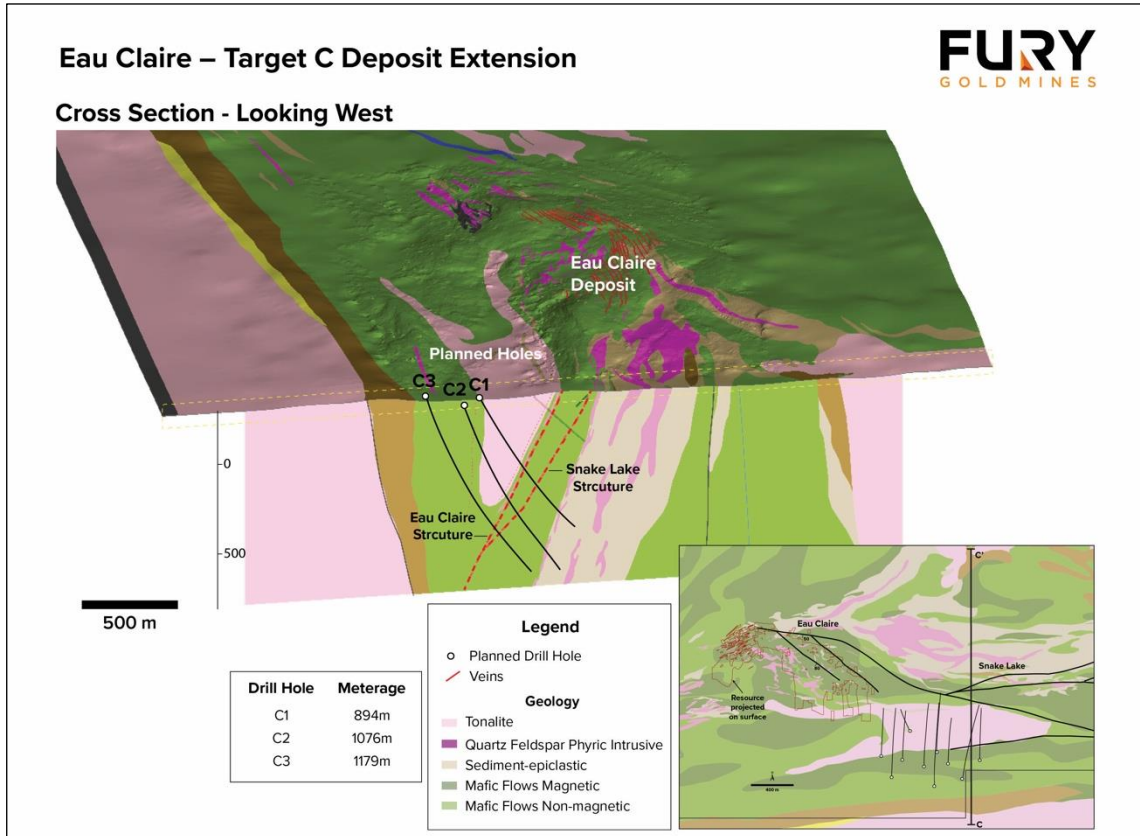 Eau Claire – Target C Deposit Extension
FURY
GOLD MINES
Cross Section - Looking West
Eau Claire
Deposit
Planned Holes
C3
C2
C1
0
Snake Lake
Strcuture
Eau Claire
Strcuture
500
500 m
Drill Hole Meterage
C1 894m
C2 1076m
C3 1179m
Legend
Planned Drill Hole
Veins
Geology
Tonalite
Quartz Feldspar Phyric Intrusive
Sediment-epiclastic
Mafic Flows Magnetic
Mafic Flows Non-magnetic
C'
Eau Claire
Snake Lake
Resource
projected
on surface
400 m
C